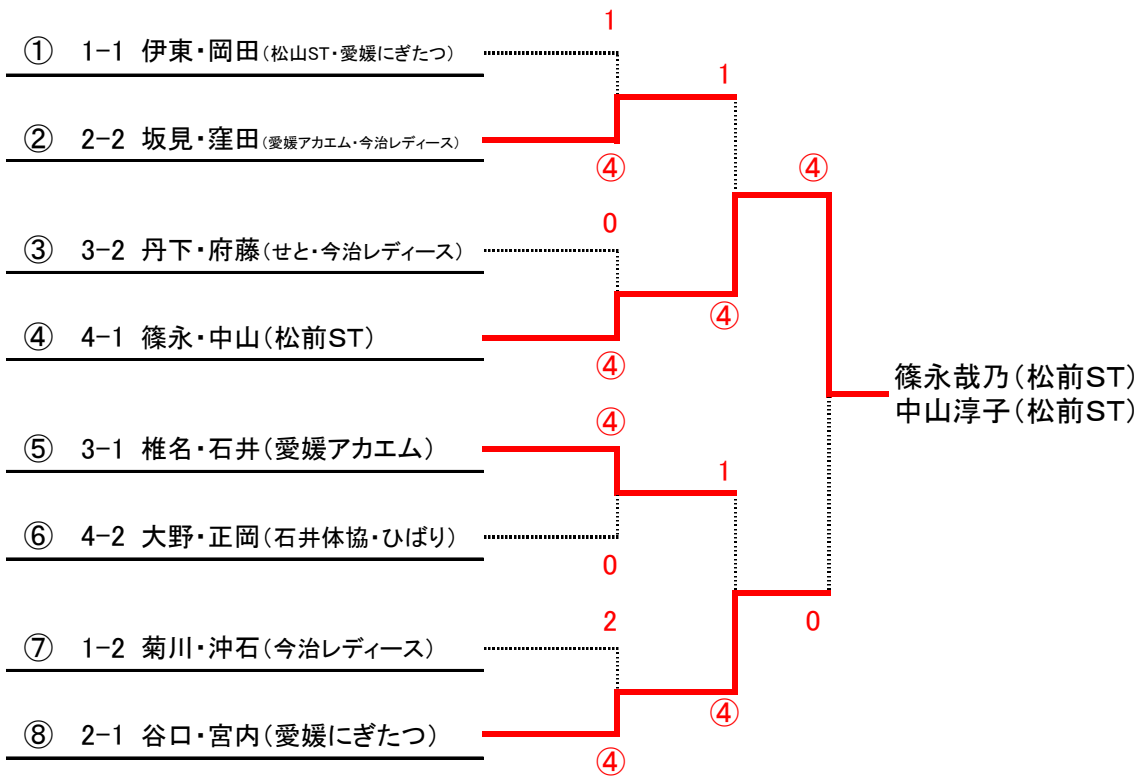 1
① 1-1 伊東・岡田(松山ST・愛媛にぎたつ)
1
② 2-2 坂見・窪田(愛媛アカエム・今治レディース)
④
④
0
③ 3-2 丹下・府藤(せと・今治レディース)
④
④ 4-1 篠永・中山(松前ST)
④
篠永哉乃(松前ST)
中山淳子(松前ST)
④
⑤ 3-1 椎名・石井(愛媛アカエム)
1
⑥ 4-2 大野・正岡(石井体協・ひばり)
0
2
0
⑦ 1-2 菊川・沖石(今治レディース)
④
⑧ 2-1 谷口・宮内(愛媛にぎたつ)
④